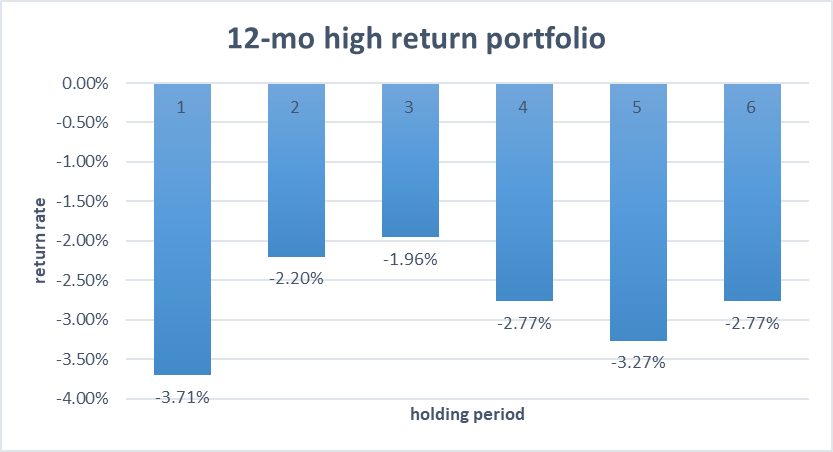 12-mo high return portfolio
0.00%
-0.50%
-1.00%
-1.50%
-2.00%
-2.50%
-3.00%
-3.50%
-4.00%
return rate
1 2 3 4 5 6
-3.71% -2.20% -1.96% -2.77% -3.27% -2.77%
holding period